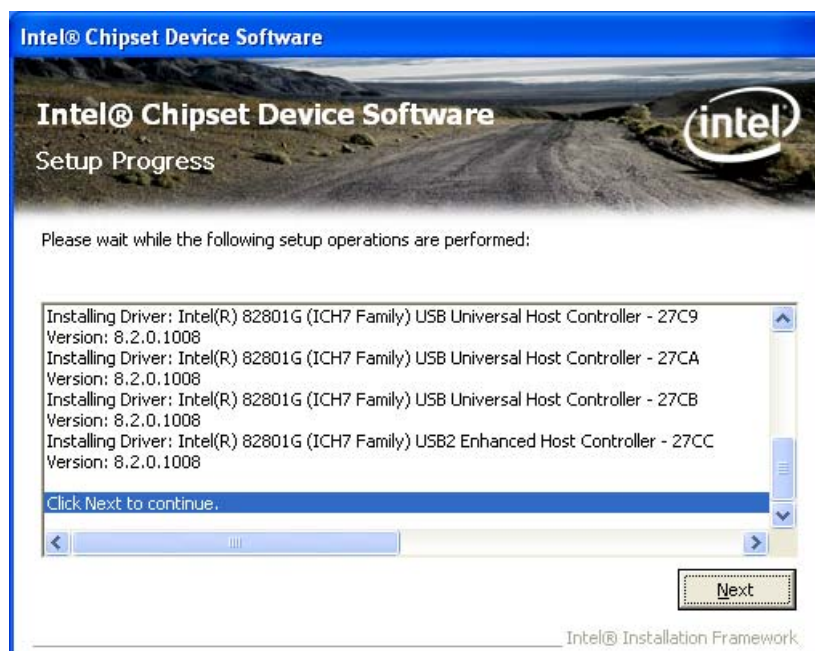 Intel® Chipset Device Software
Intel® Chipset Device Software
intel
Setup Progress
Please wait while the following setup operations are performed:
Installing Driver: Intel(R) 82801G (ICH7 Family) USB Universal Host Controller - 27C9
Version: 8.2.0.1008
Installing Driver: Intel(R) 82801G (ICH7 Family) USB Universal Host Controller - 27CA
Version: 8.2.0.1008
Installing Driver: Intel(R) 82801G (ICH7 Family) USB Universal Host Controller - 27CB
Version: 8.2.0.1008
Installing Driver: Intel(R) 82801G (ICH7 Family) USB2 Enhanced Host Controller - 27CC
Version: 8.2.0.1008
Click Next to continue.
Next
Intel® Installation Framework